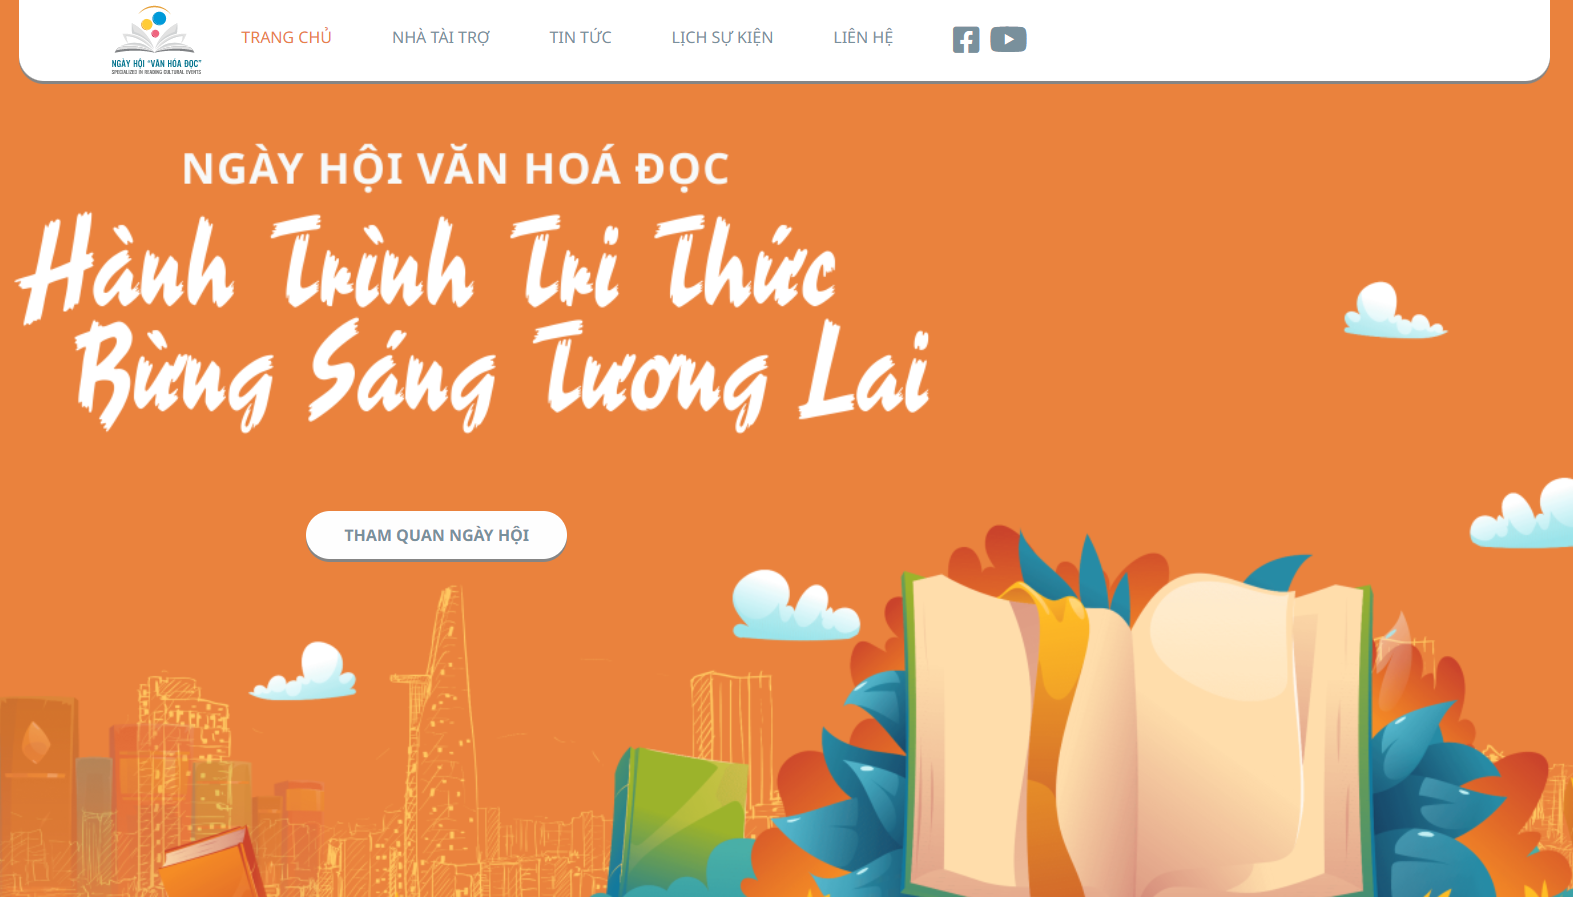 NGÀY HỘI "VĂN HÓA ĐỌC"
SPECIALIZED IN READING CULTURAL EVENTS
TRANG CHỦ
NHÀ TÀI TRỢ
TIN TỨC
LỊCH SỰ KIỆN
LIÊN HỆ
NGÀY HỘI VĂN HOÁ ĐỌC
Hành Trình Tri Thức
Bừng Sáng Tương Lai
THAM QUAN NGÀY HỘI